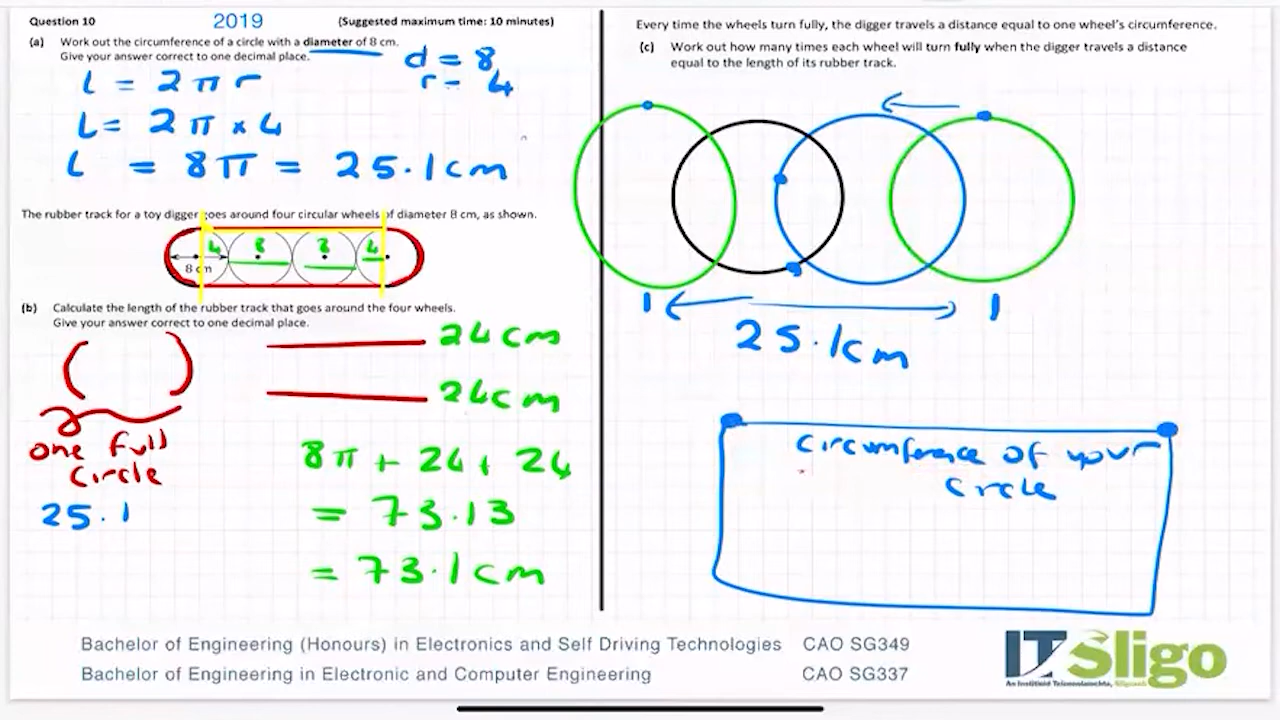 Question 10
2019
(Suggested maximum time: 10 minutes)
(a) Work out the circumference of a circle with a diameter of 8 cm.
Give your answer correct to one decimal place.
d = 8
r = 4
L = 2πr
L = 2π × 4
L = 8π = 25.1cm
The rubber track for a toy digger goes around four circular wheels of diameter 8 cm, as shown.
4 8 8 4
8 cm
(b) Calculate the length of the rubber track that goes around the four wheels.
Give your answer correct to one decimal place.
( )
one full
Circle
25.1
24cm
24cm
8π + 24 + 24
= 73.13
= 73.1cm
Every time the wheels turn fully, the digger travels a distance equal to one wheel's circumference.
(c) Work out how many times each wheel will turn fully when the digger travels a distance
equal to the length of its rubber track.
1 1
25.1cm
Circumference of your
Circle
Bachelor of Engineering (Honours) in Electronics and Self Driving Technologies CAO SG349
Bachelor of Engineering in Electronic and Computer Engineering CAO SG337
IT Sligo
An Institiúid Teicneolaíochta, Sligeach